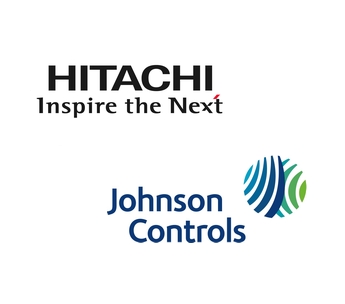 HITACHI
Inspire the Next
Johnson
Controls